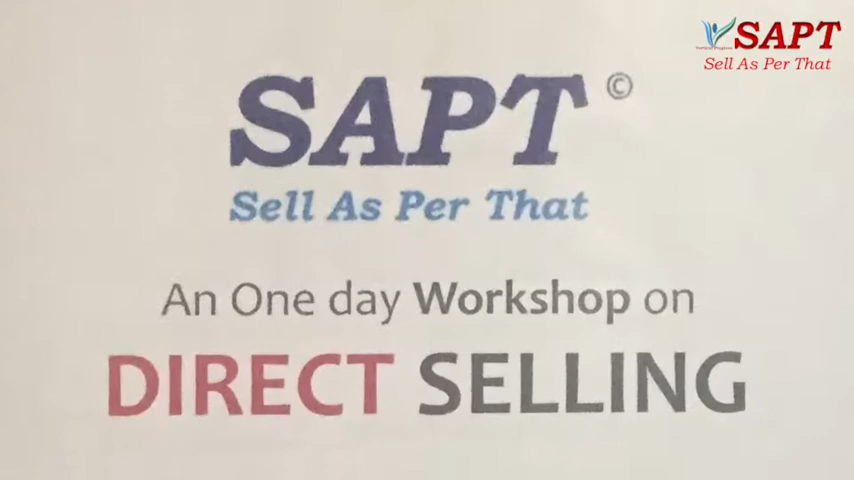 SAPT ©
Sell As Per That
An One day Workshop on
DIRECT SELLING
SAPT
Sell As Per That